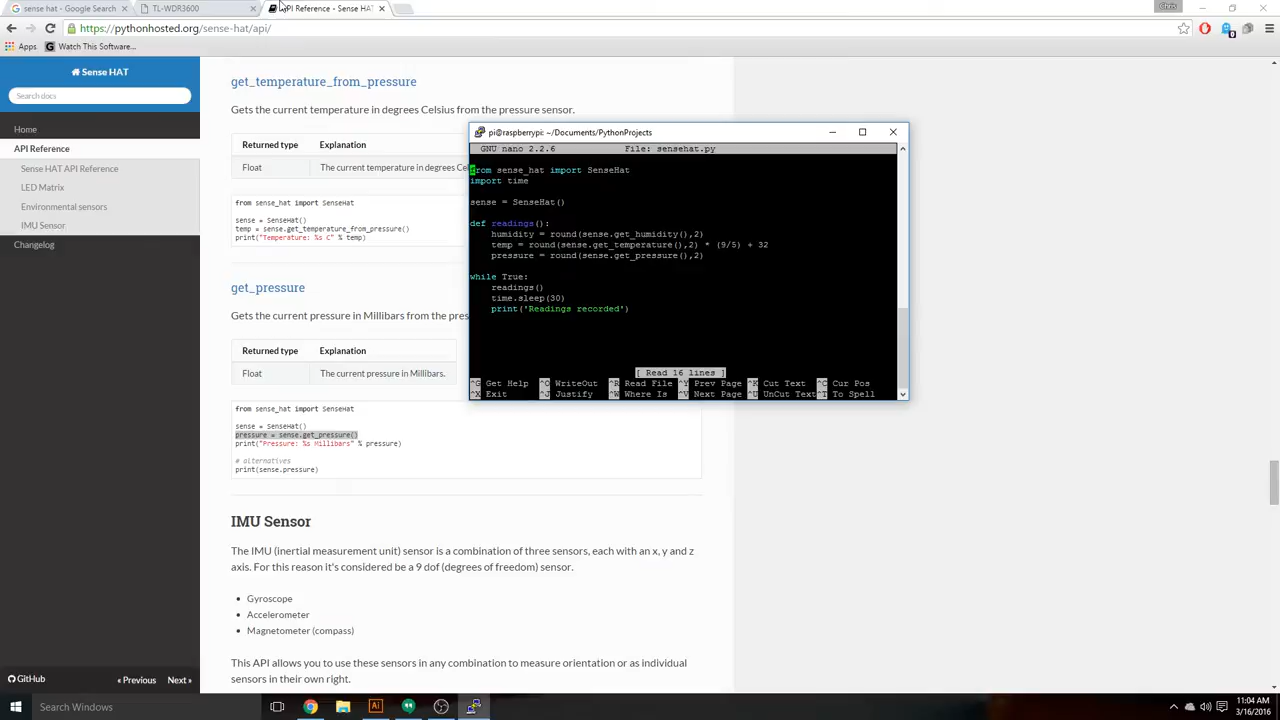 sense hat - Google Search
TL-WDR3600
API Reference - Sense HAT
Chris
https://pythonhosted.org/sense-hat/api/
Apps
Watch This Software...
Sense HAT
Search docs
Home
API Reference
Sense HAT API Reference
LED Matrix
Environmental sensors
IMU Sensor
Changelog
GitHub
« Previous
Next »
get_temperature_from_pressure
Gets the current temperature in degrees Celsius from the pressure sensor.
Returned type Explanation
Float The current temperature in degrees Cel
from sense_hat import SenseHat
sense = SenseHat()
temp = sense.get_temperature_from_pressure()
print("Temperature: %s C" % temp)
get_pressure
Gets the current pressure in Millibars from the pres
Returned type Explanation
Float The current pressure in Millibars.
from sense_hat import SenseHat
sense = SenseHat()
pressure = sense.get_pressure()
print("Pressure: %s Millibars" % pressure)
# alternatives
print(sense.pressure)
IMU Sensor
The IMU (inertial measurement unit) sensor is a combination of three sensors, each with an x, y and z
axis. For this reason it's considered be a 9 dof (degrees of freedom) sensor.
Gyroscope
Accelerometer
Magnetometer (compass)
This API allows you to use these sensors in any combination to measure orientation or as individual
sensors in their own right.
pi@raspberrypi: ~/Documents/PythonProjects
GNU nano 2.2.6 File: sensehat.py
from sense_hat import SenseHat
import time
sense = SenseHat()
def readings():
humidity = round(sense.get_humidity(),2)
temp = round(sense.get_temperature(),2) * (9/5) + 32
pressure = round(sense.get_pressure(),2)
while True:
readings()
time.sleep(30)
print('Readings recorded')
[ Read 16 lines ]
^G Get Help ^O WriteOut ^R Read File ^Y Prev Page ^K Cut Text ^C Cur Pos
^X Exit ^J Justify ^W Where Is ^V Next Page ^U UnCut Text ^T To Spell
Search Windows
11:04 AM
3/16/2016